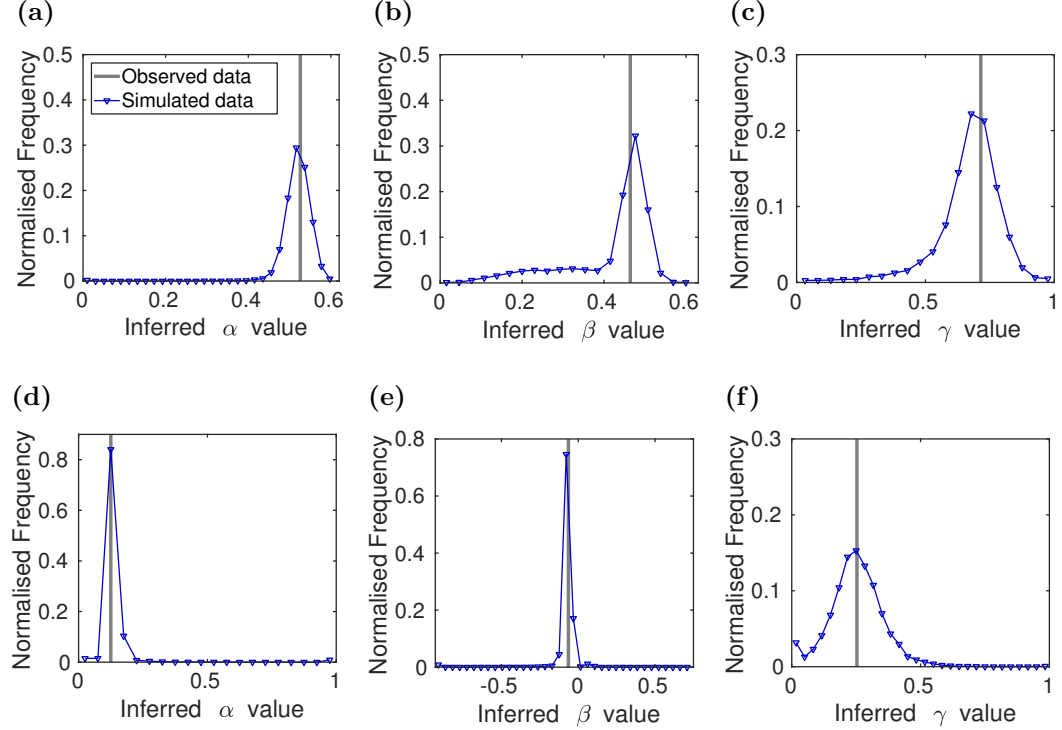 (a)
(b)
(c)
Normalised Frequency
0.5
0.4
0.3
0.2
0.1
0
Observed data
Simulated data
0 0.2 0.4 0.6
Inferred α value
Normalised Frequency
0.5
0.4
0.3
0.2
0.1
0
0 0.2 0.4 0.6
Inferred β value
Normalised Frequency
0.3
0.2
0.1
0
0 0.5 1
Inferred γ value
(d)
(e)
(f)
Normalised Frequency
0.8
0.6
0.4
0.2
0
0 0.5 1
Inferred α value
Normalised Frequency
0.8
0.6
0.4
0.2
0
-0.5 0 0.5
Inferred β value
Normalised Frequency
0.3
0.2
0.1
0
0 0.5 1
Inferred γ value